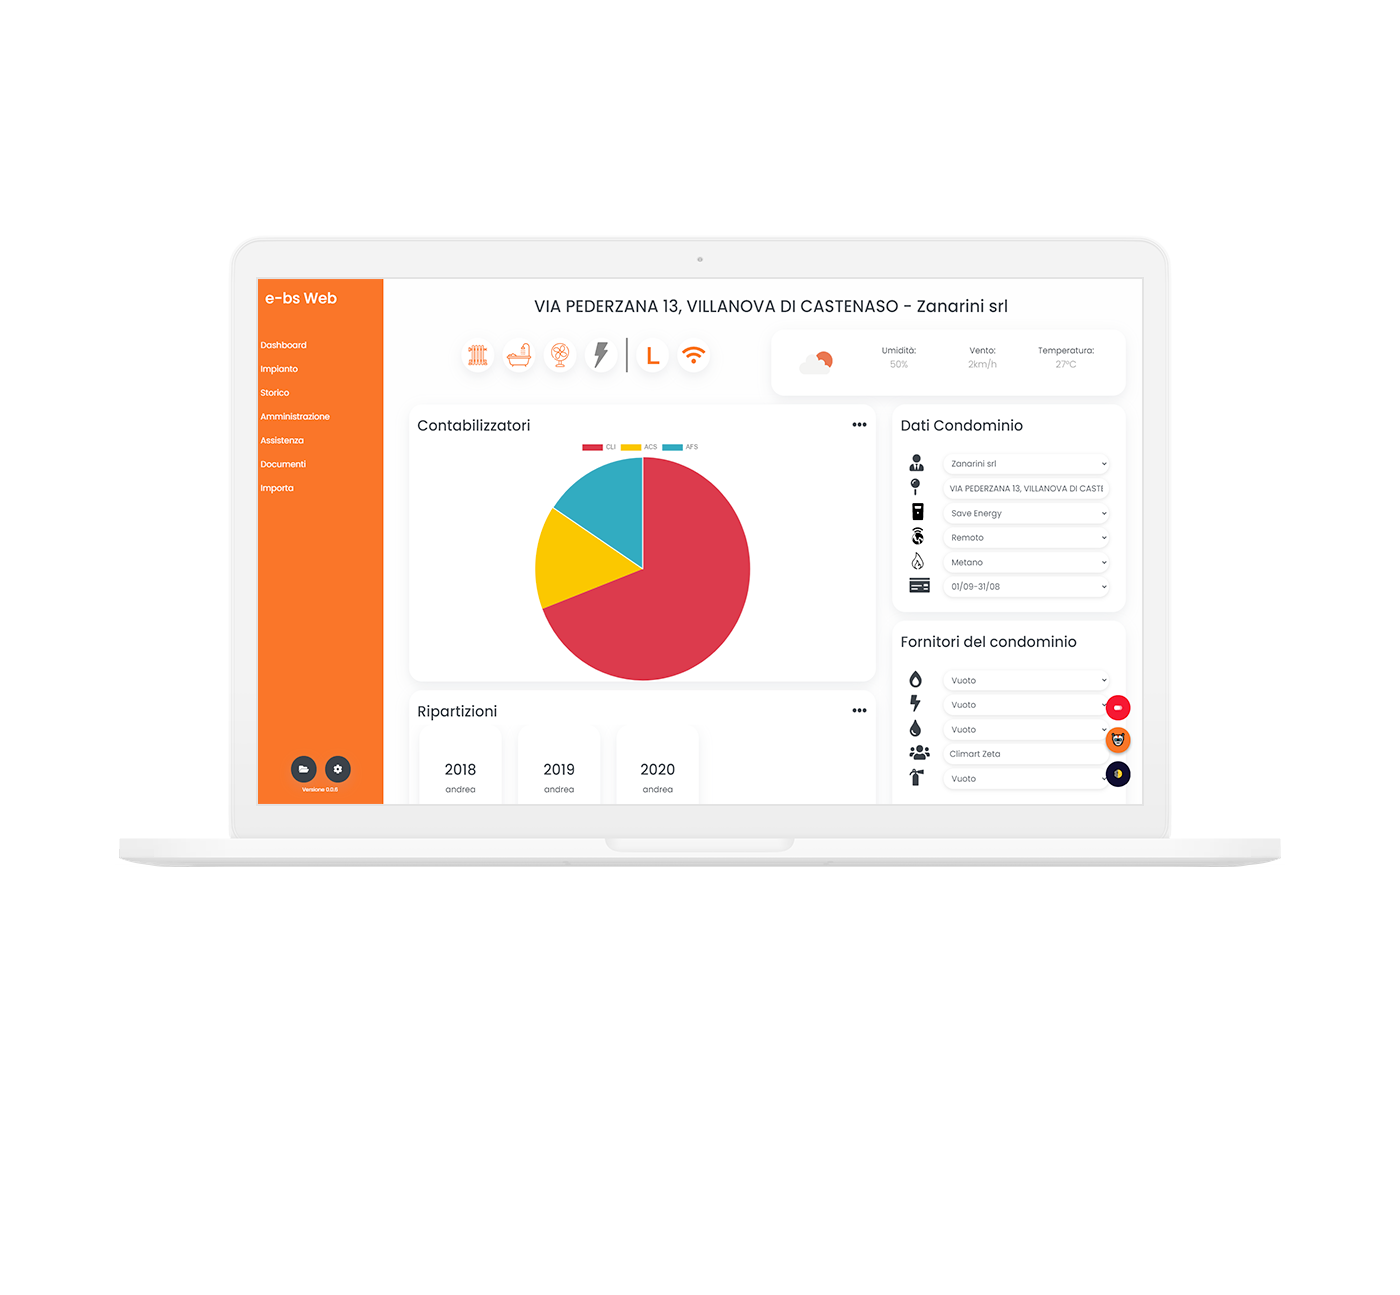 e-bs Web
Dashboard
Impianto
Storico
Amministrazione
Assistenza
Documenti
Importa
Versione 0.0.6
VIA PEDERZANA 13, VILLANOVA DI CASTENASO - Zanarini srl
L
Umidità:
50%
Vento:
2km/h
Temperatura:
27°C
Contabilizzatori
CLI
ACS
AFS
Ripartizioni
2018
andrea
2019
andrea
2020
andrea
Dati Condominio
Zanarini srl
VIA PEDERZANA 13, VILLANOVA DI CASTE
Save Energy
Remoto
Metano
01/09-31/08
Fornitori del condominio
Vuoto
Vuoto
Vuoto
Climart Zeta
Vuoto